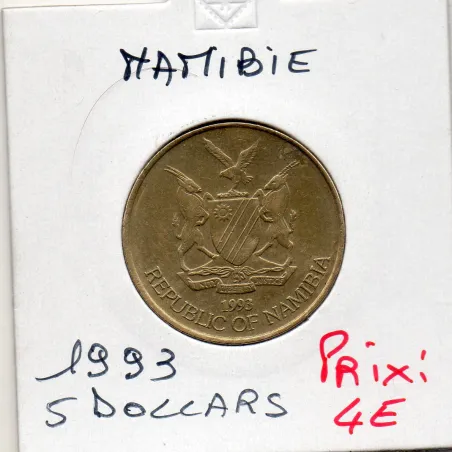 NAMIBIE
1993
REPUBLIC OF NAMIBIA
1993
5 DOLLARS
PRiX:
4E